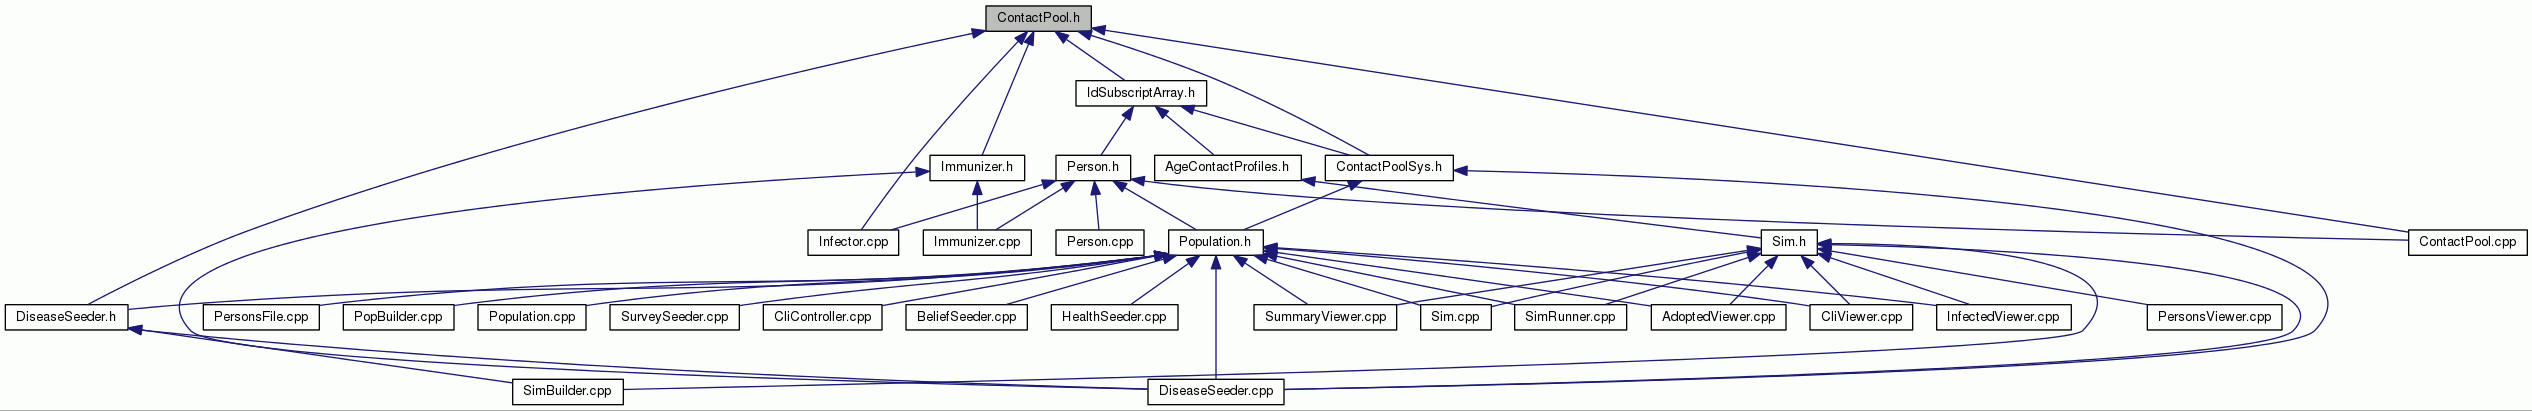 ContactPool.h
IdSubscriptArray.h
Immunizer.h
Person.h
AgeContactProfiles.h
ContactPoolSys.h
Infector.cpp
Immunizer.cpp
Person.cpp
Population.h
Sim.h
ContactPool.cpp
DiseaseSeeder.h
PersonsFile.cpp
PopBuilder.cpp
Population.cpp
SurveySeeder.cpp
CliController.cpp
BeliefSeeder.cpp
HealthSeeder.cpp
SummaryViewer.cpp
Sim.cpp
SimRunner.cpp
AdoptedViewer.cpp
CliViewer.cpp
InfectedViewer.cpp
PersonsViewer.cpp
SimBuilder.cpp
DiseaseSeeder.cpp